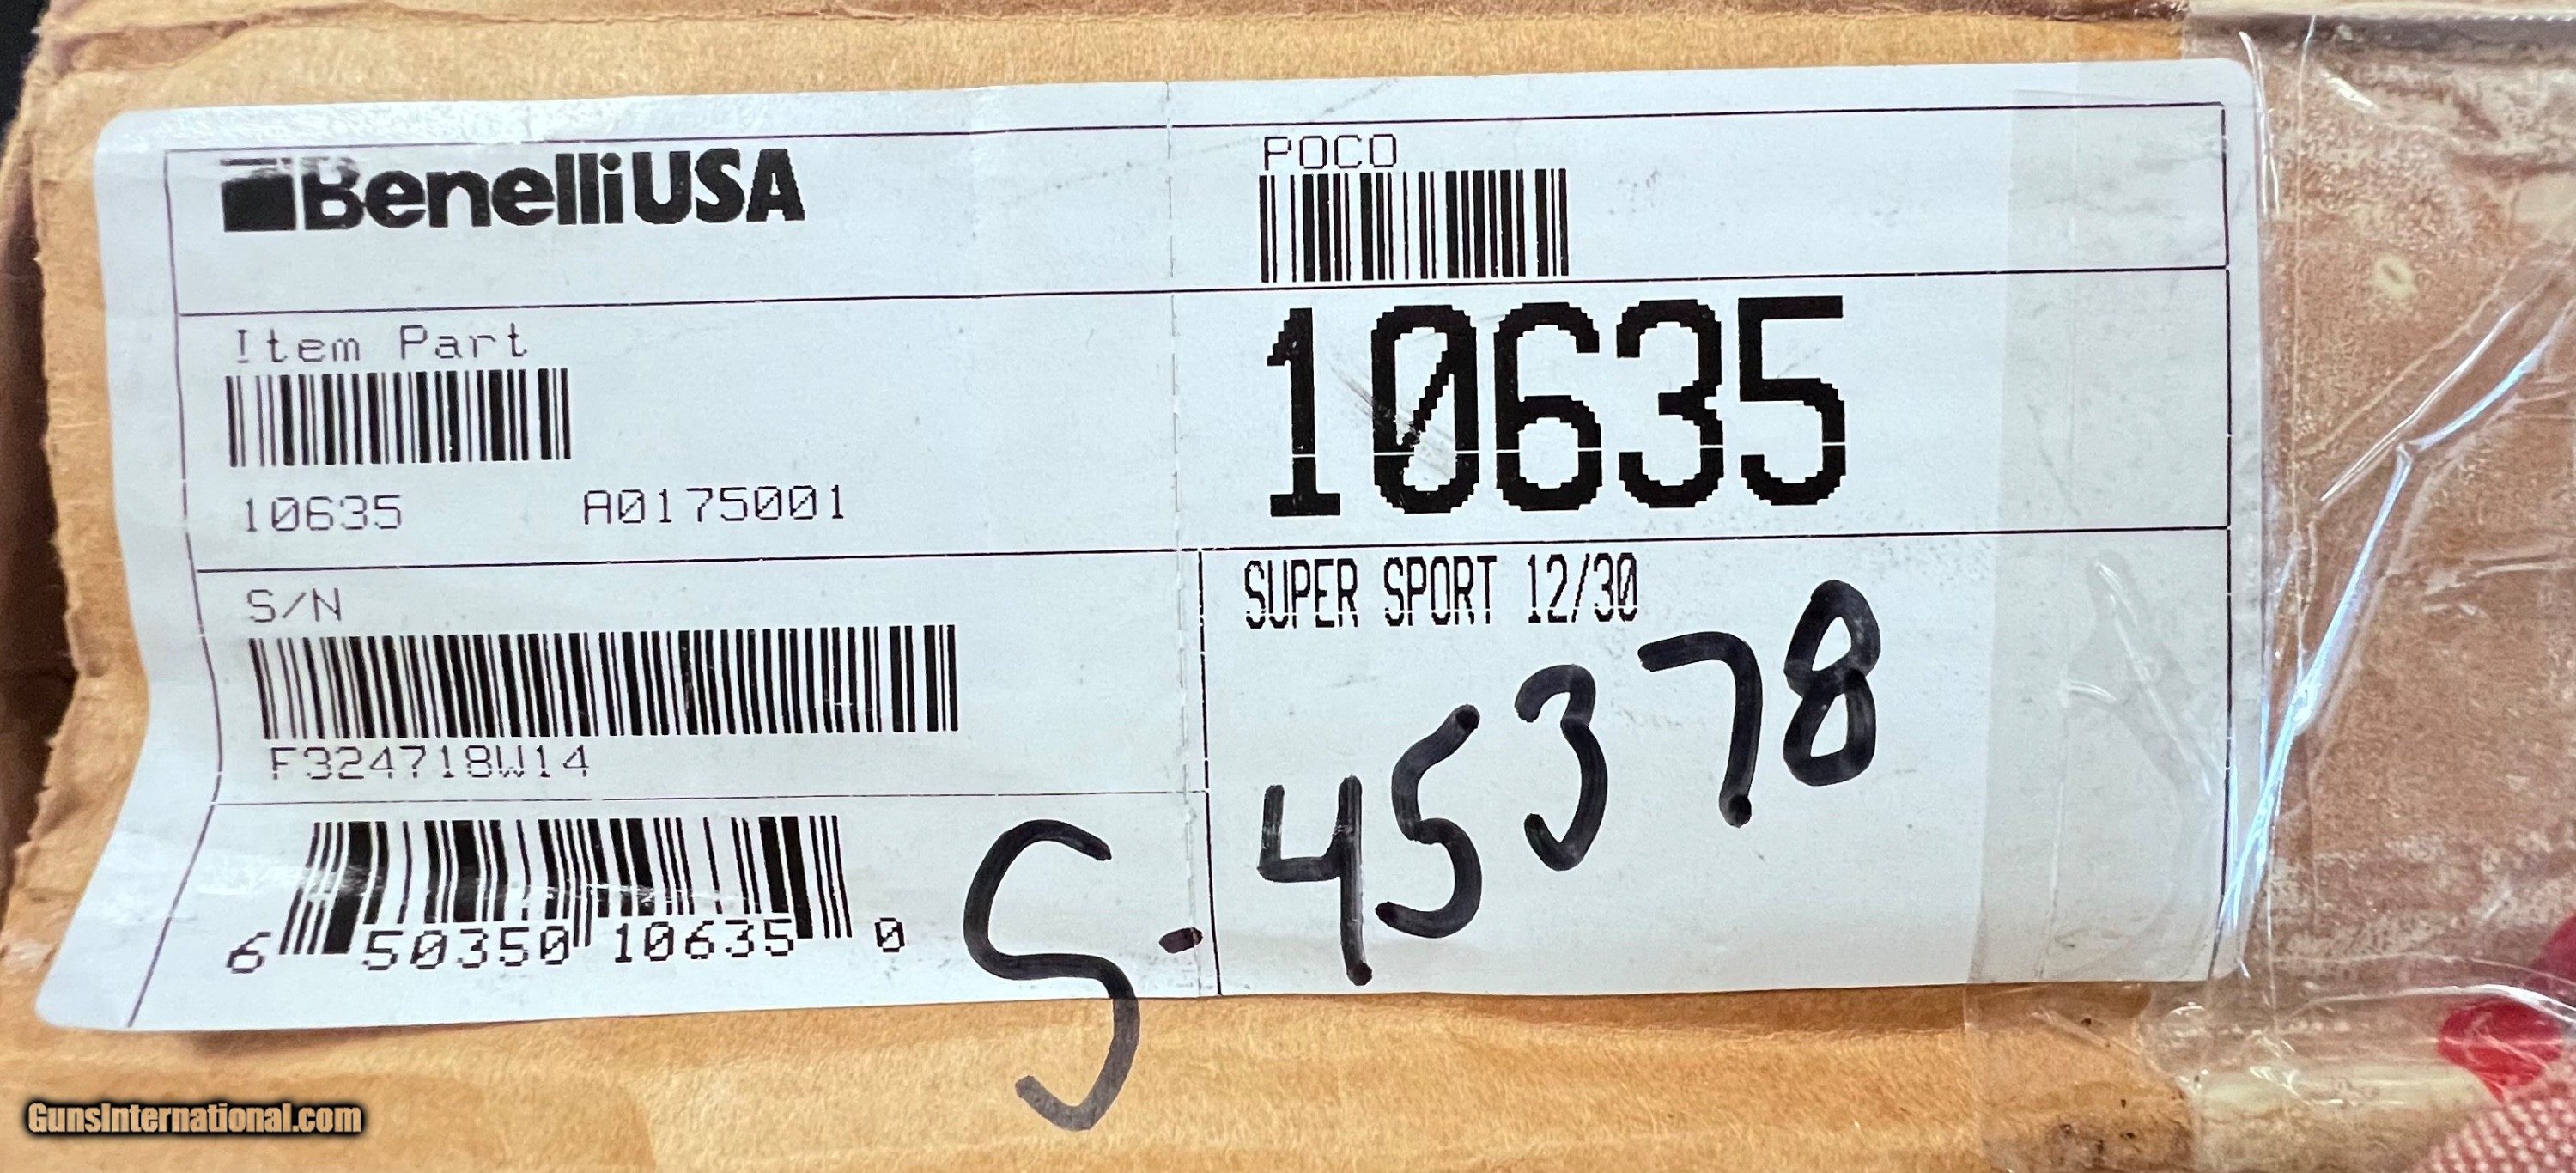 BenelliUSA
POCO
Item Part
10635 A0175001
10635
S/N
F324718W14
SUPER SPORT 12/30
6 50350 10635 0
S-45378
GunsInternational.com